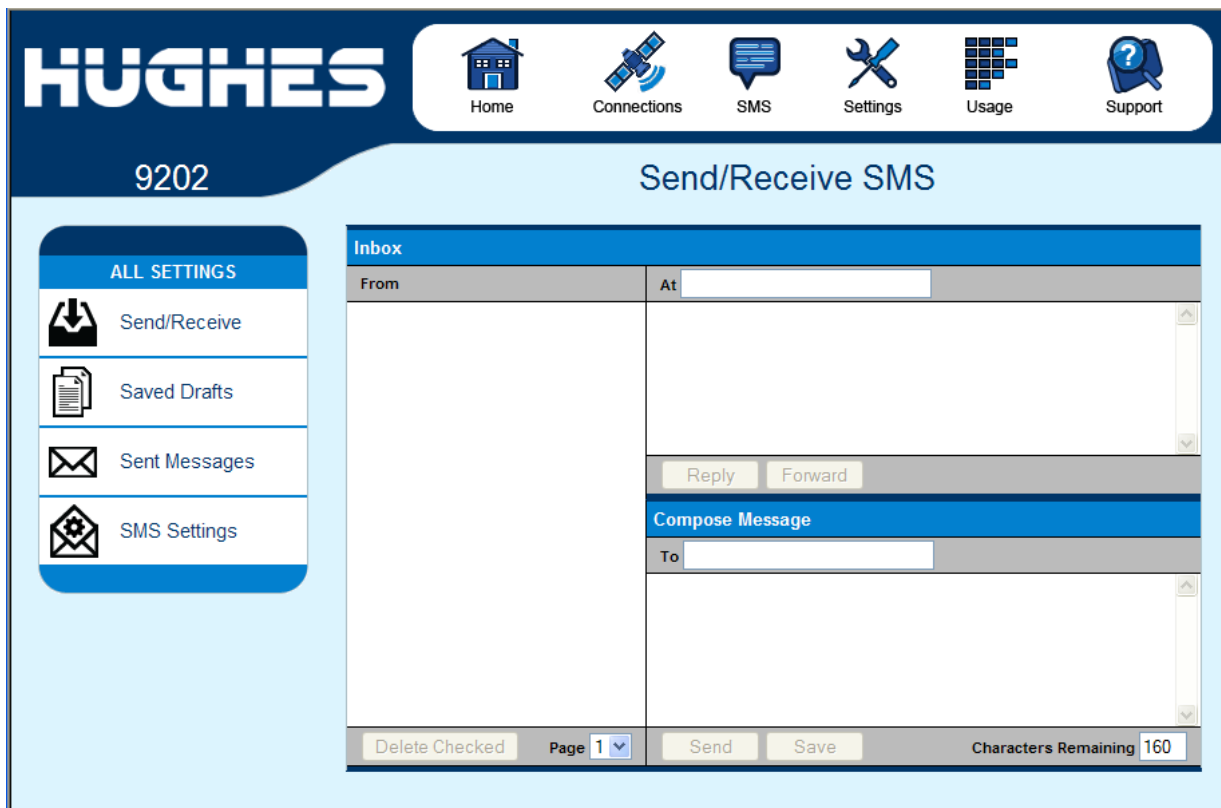 HUGHES
Home Connections SMS Settings Usage Support
?
9202
Send/Receive SMS
ALL SETTINGS
Send/Receive
Saved Drafts
Sent Messages
SMS Settings
Inbox
From
At
Reply Forward
Compose Message
To
Delete Checked Page 1
Send Save Characters Remaining 160